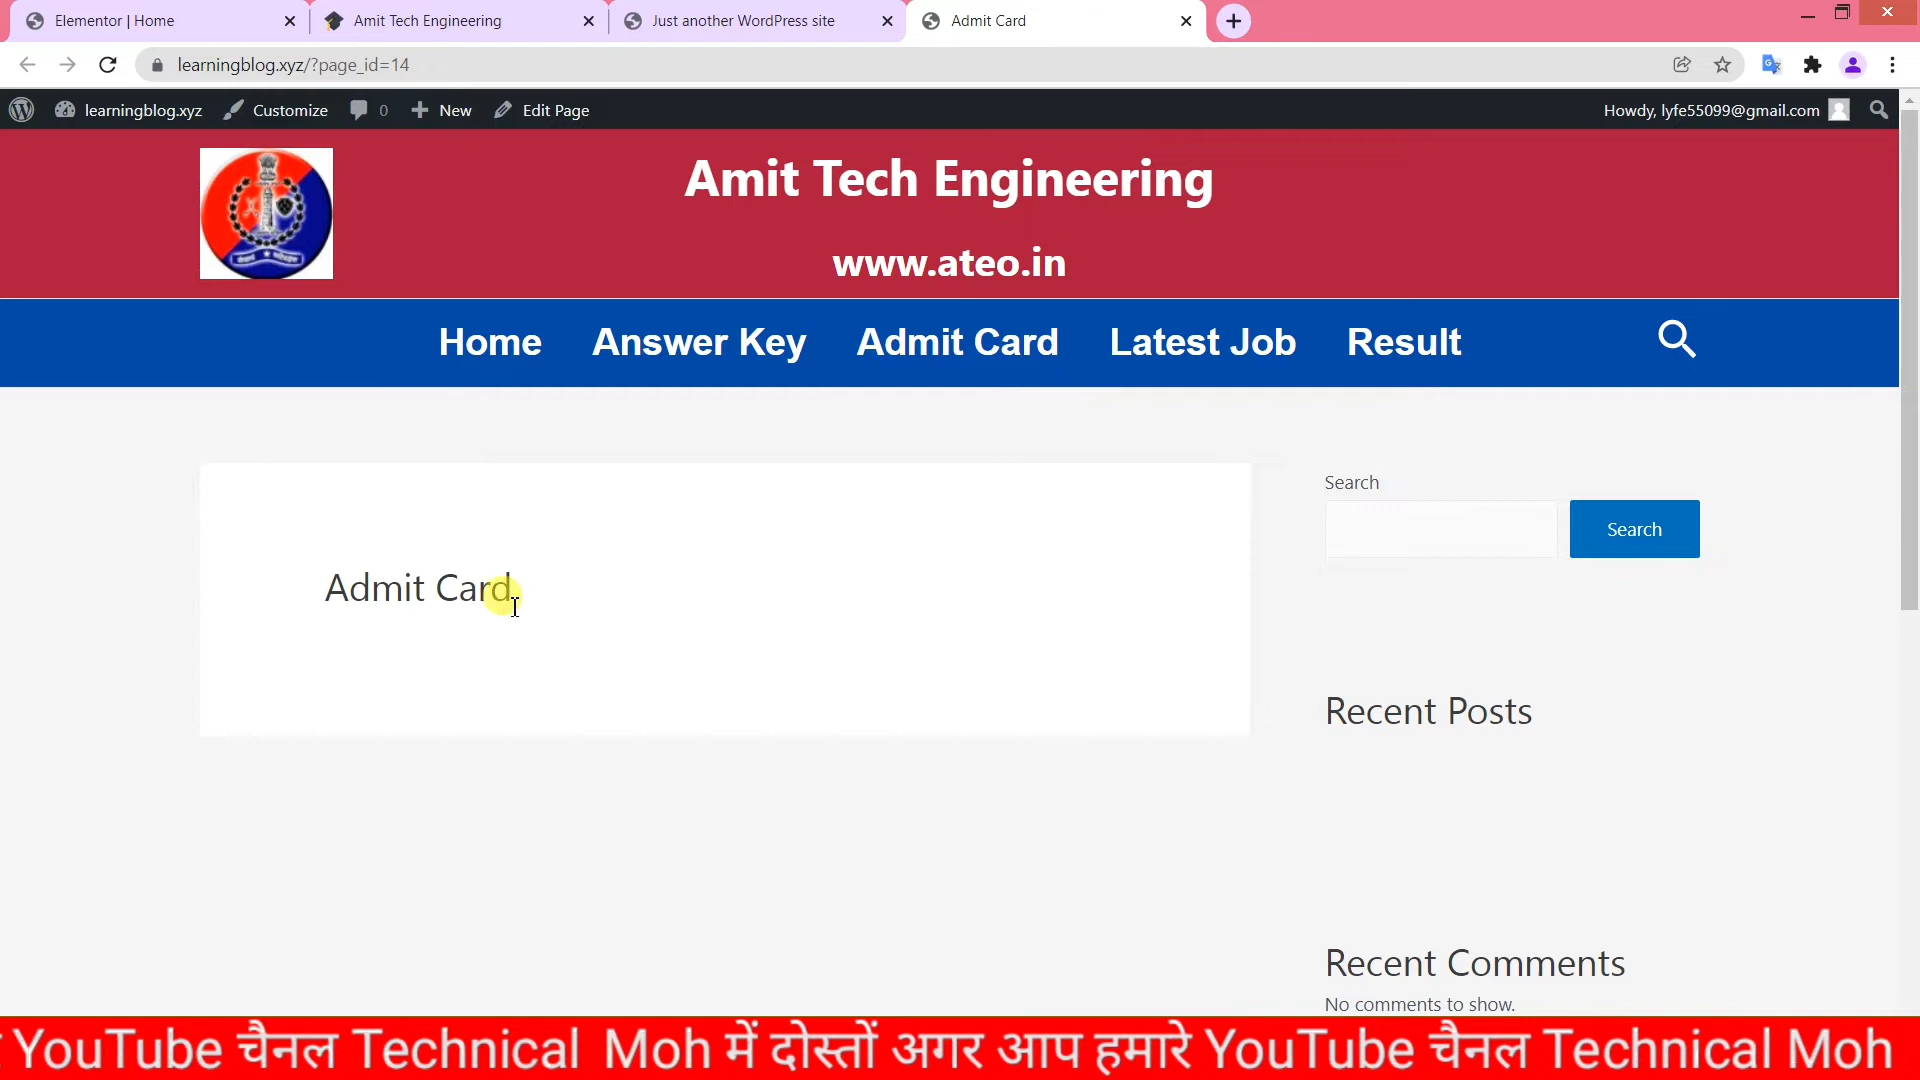 Elementor | Home
Amit Tech Engineering
Just another WordPress site
Admit Card
learningblog.xyz/?page_id=14
learningblog.xyz
Customize
0
New
Edit Page
Howdy, lyfe55099@gmail.com
Amit Tech Engineering
www.ateo.in
Home
Answer Key
Admit Card
Latest Job
Result
Admit Card
Search
Search
Recent Posts
Recent Comments
No comments to show.
YouTube चैनल Technical Moh में दोस्तों अगर आप हमारे YouTube चैनल Technical Moh